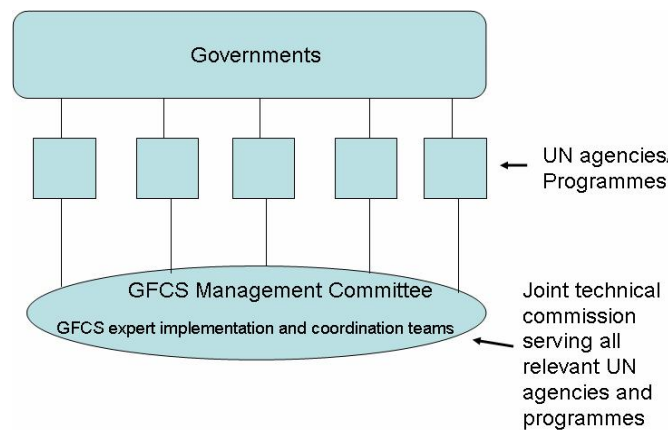 Governments
UN agencies/
Programmes
GFCS Management Committee
GFCS expert implementation and coordination teams
Joint technical
commission
serving all
relevant UN
agencies and
programmes